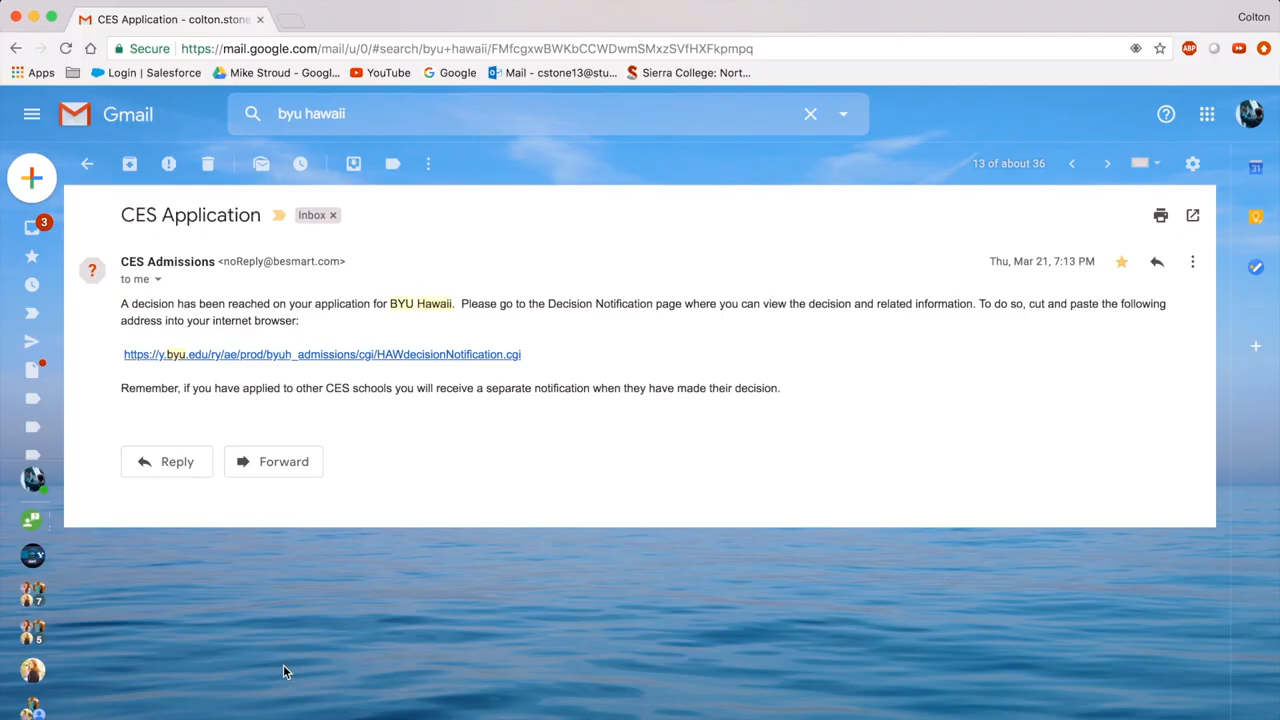 CES Application - colton.stone
Colton
Secure https://mail.google.com/mail/u/0/#search/byu+hawaii/FMfcgxwBWKbCCWDwmSMxzSVfHXFkpmpq
ABP
Apps Login | Salesforce Mike Stroud - Googl... YouTube Google Mail - cstone13@stu... Sierra College: Nort...
Gmail byu hawaii
13 of about 36
31
3
CES Application Inbox
CES Admissions <noReply@besmart.com> Thu, Mar 21, 7:13 PM
to me
A decision has been reached on your application for BYU Hawaii. Please go to the Decision Notification page where you can view the decision and related information. To do so, cut and paste the following
address into your internet browser:
https://y.byu.edu/ry/ae/prod/byuh_admissions/cgi/HAWdecisionNotification.cgi
Remember, if you have applied to other CES schools you will receive a separate notification when they have made their decision.
Reply Forward
7
5